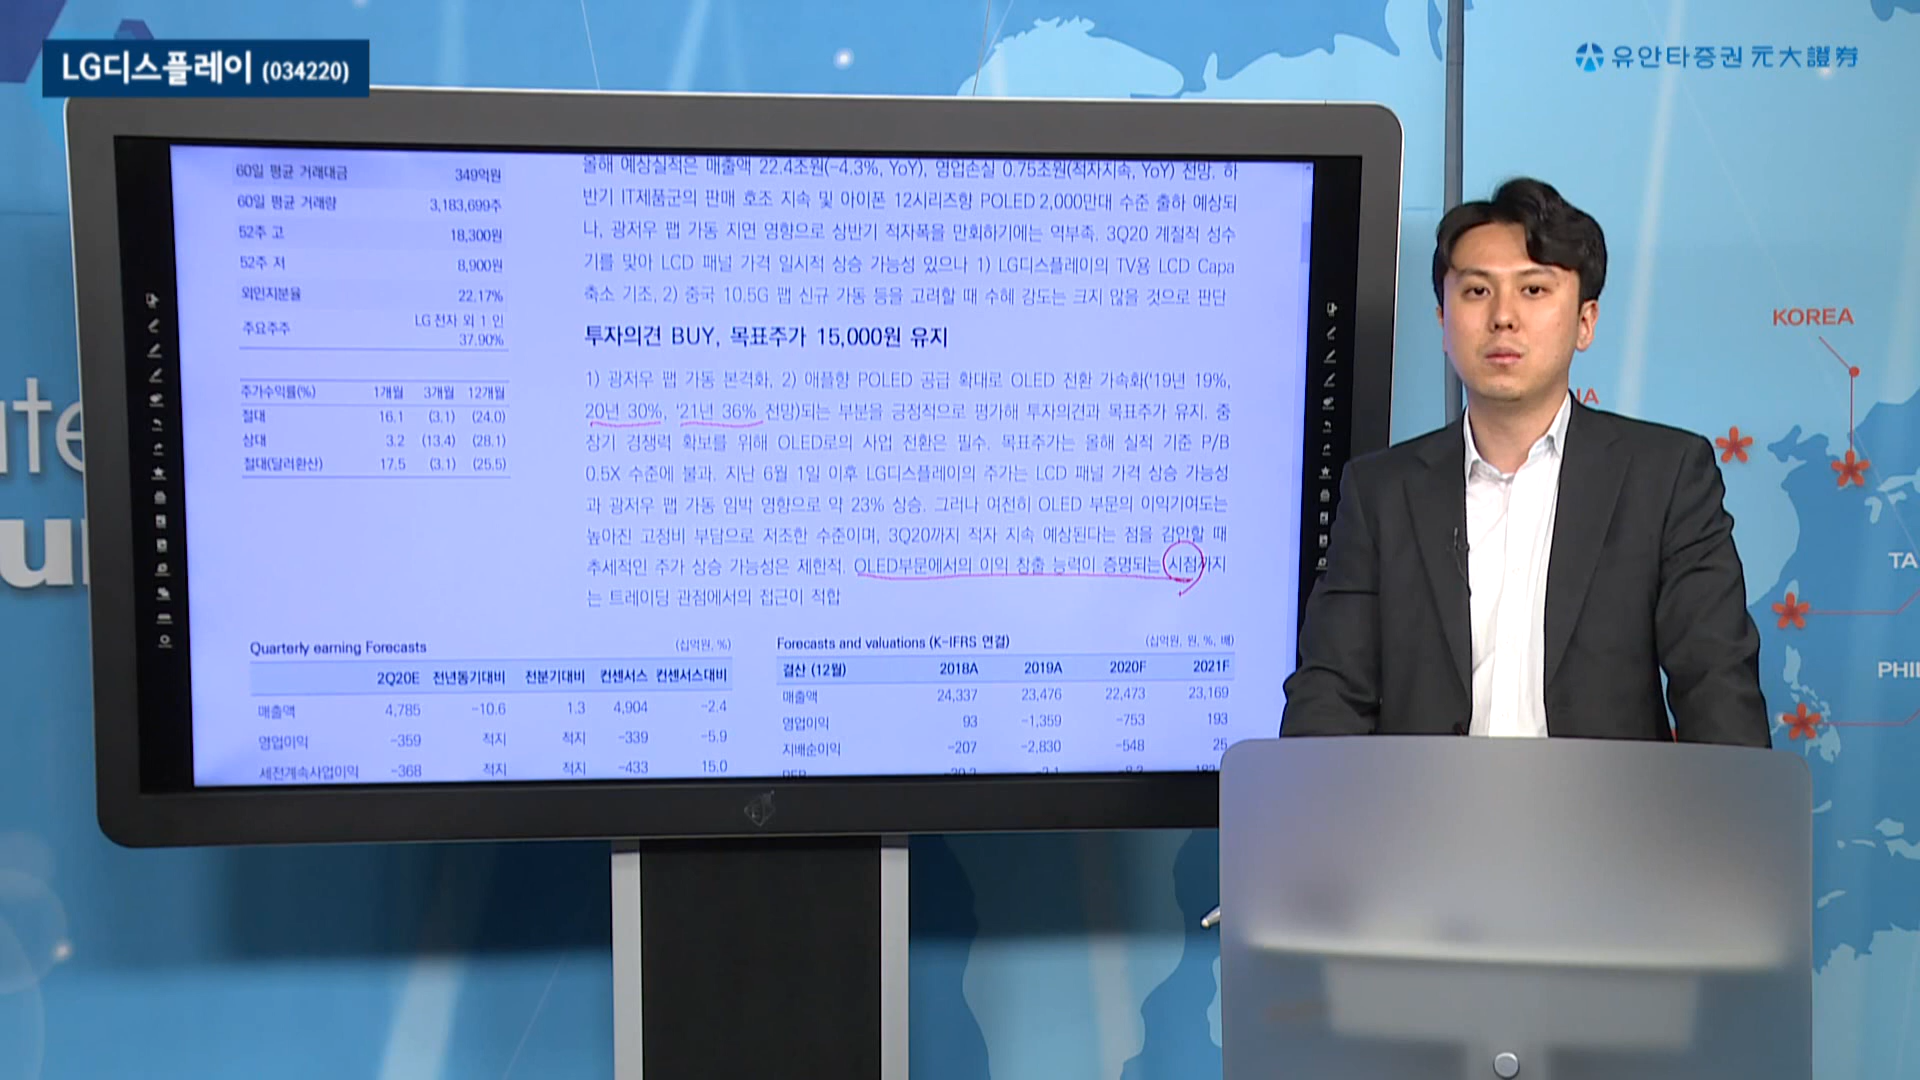 LG디스플레이 (034220)
유안타증권 元大證券
60일 평균 거래대금 349억원
60일 평균 거래량 3,183,699주
52주 고 18,300원
52주 저 8,900원
외인지분율 22.17%
주요주주 LG 전자 외 1 인
37.90%
주가수익률(%) 1개월 3개월 12개월
절대 16.1 (3.1) (24.0)
상대 3.2 (13.4) (28.1)
절대(달러환산) 17.5 (3.1) (25.5)
올해 예상실적은 매출액 22.4조원(-4.3%, YoY), 영업손실 0.75조원(적자지속, YoY) 전망. 하
반기 IT제품군의 판매 호조 지속 및 아이폰 12시리즈향 POLED 2,000만대 수준 출하 예상되
나, 광저우 팹 가동 지연 영향으로 상반기 적자폭을 만회하기에는 역부족. 3Q20 계절적 성수
기를 맞아 LCD 패널 가격 일시적 상승 가능성 있으나 1) LG디스플레이의 TV용 LCD Capa
축소 기조, 2) 중국 10.5G 팹 신규 가동 등을 고려할 때 수혜 강도는 크지 않을 것으로 판단
투자의견 BUY, 목표주가 15,000원 유지
1) 광저우 팹 가동 본격화, 2) 애플향 POLED 공급 확대로 OLED 전환 가속화('19년 19%,
20년 30%, '21년 36% 전망)되는 부분을 긍정적으로 평가해 투자의견과 목표주가 유지. 중
장기 경쟁력 확보를 위해 OLED로의 사업 전환은 필수. 목표주가는 올해 실적 기준 P/B
0.5X 수준에 불과. 지난 6월 1일 이후 LG디스플레이의 주가는 LCD 패널 가격 상승 가능성
과 광저우 팹 가동 임박 영향으로 약 23% 상승. 그러나 여전히 OLED 부문의 이익기여도는
높아진 고정비 부담으로 저조한 수준이며, 3Q20까지 적자 지속 예상된다는 점을 감안할 때
추세적인 주가 상승 가능성은 제한적. OLED부문에서의 이익 창출 능력이 증명되는 시점까지
는 트레이딩 관점에서의 접근이 적합
Quarterly earning Forecasts (십억원, %)
2Q20E 전년동기대비 전분기대비 컨센서스 컨센서스대비
매출액 4,785 -10.6 1.3 4,904 -2.4
영업이익 -359 적지 적지 -339 -5.9
세전계속사업이익 -368 적지 적지 -433 15.0
Forecasts and valuations (K-IFRS 연결) (십억원, 원, %, 배)
결산 (12월) 2018A 2019A 2020F 2021F
매출액 24,337 23,476 22,473 23,169
영업이익 93 -1,359 -753 193
지배순이익 -207 -2,830 -548 25
KOREA
TA
PHIL